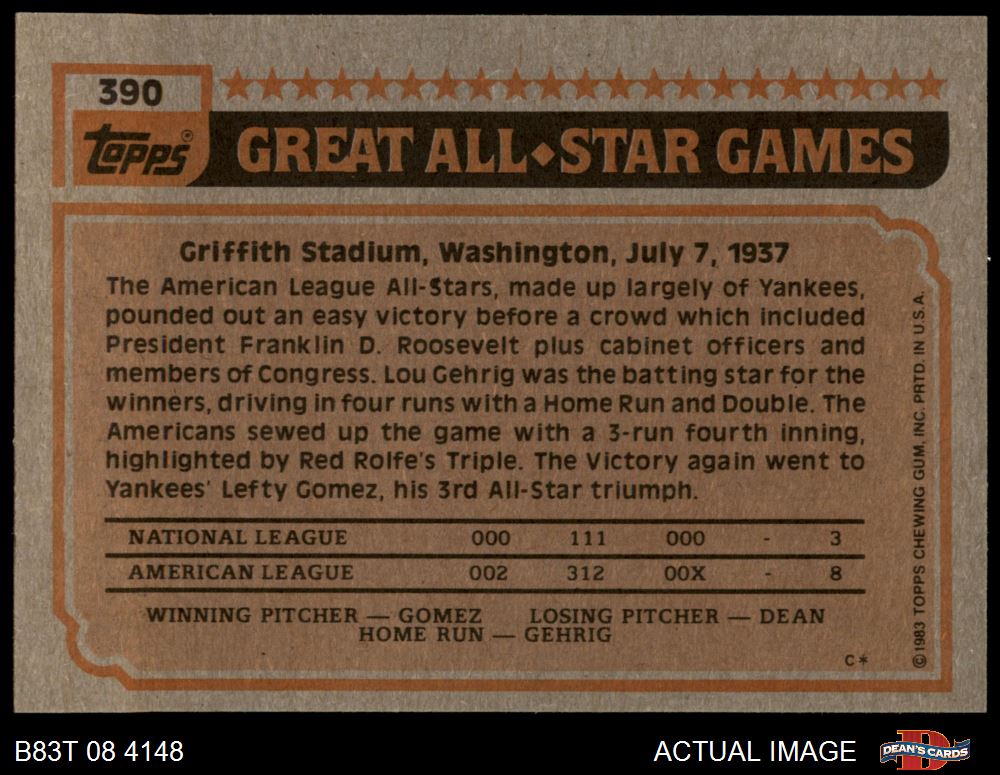 390
topps®
GREAT ALL◆STAR GAMES
Griffith Stadium, Washington, July 7, 1937
The American League All-Stars, made up largely of Yankees,
pounded out an easy victory before a crowd which included
President Franklin D. Roosevelt plus cabinet officers and
members of Congress. Lou Gehrig was the batting star for the
winners, driving in four runs with a Home Run and Double. The
Americans sewed up the game with a 3-run fourth inning,
highlighted by Red Rolfe's Triple. The Victory again went to
Yankees' Lefty Gomez, his 3rd All-Star triumph.
NATIONAL LEAGUE 000 111 000 - 3
AMERICAN LEAGUE 002 312 00X - 8
WINNING PITCHER — GOMEZ LOSING PITCHER — DEAN
HOME RUN — GEHRIG
C*
©1983 TOPPS CHEWING GUM, INC. PRTD. IN U.S.A.
B83T 08 4148
ACTUAL IMAGE
D
DEAN'S CARDS